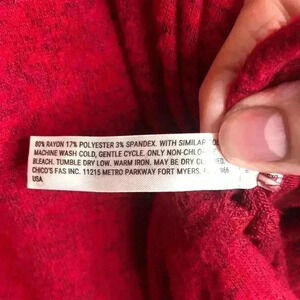 80% RAYON 17% POLYESTER 3% SPANDEX. WITH SIMILAR
MACHINE WASH COLD, GENTLE CYCLE. ONLY NON-CHLO
BLEACH. TUMBLE DRY LOW. WARM IRON. MAY BE DRY CL
CHICO'S FAS INC. 11215 METRO PARKWAY FORT MYERS,
USA